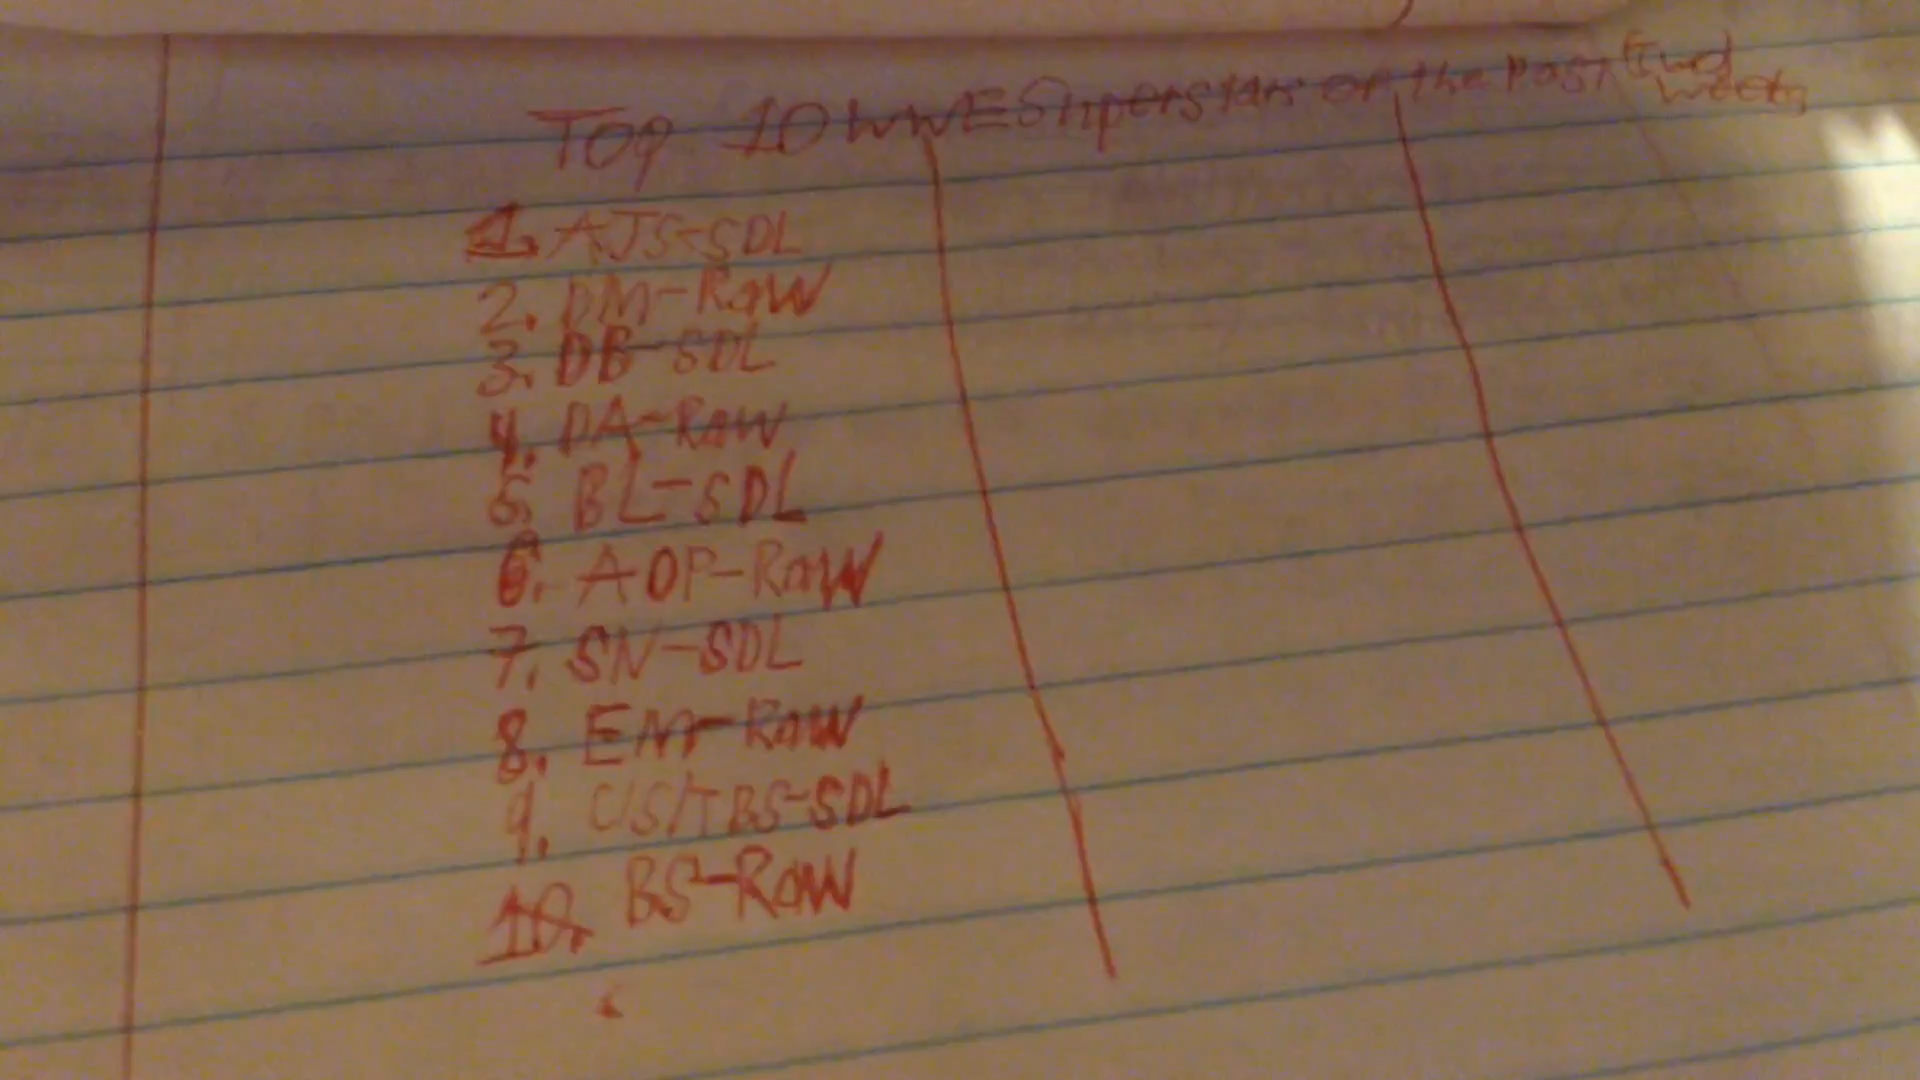 Top 10 WWE Superstars of the past two weeks
1. AJS-SDL
2. DM-RaW
3. DB-SDL
4. DA-RaW
5. BL-SDL
6. AOP-RaW
7. SN-SDL
8. EM-RaW
9. -SDL
10. BS-RaW